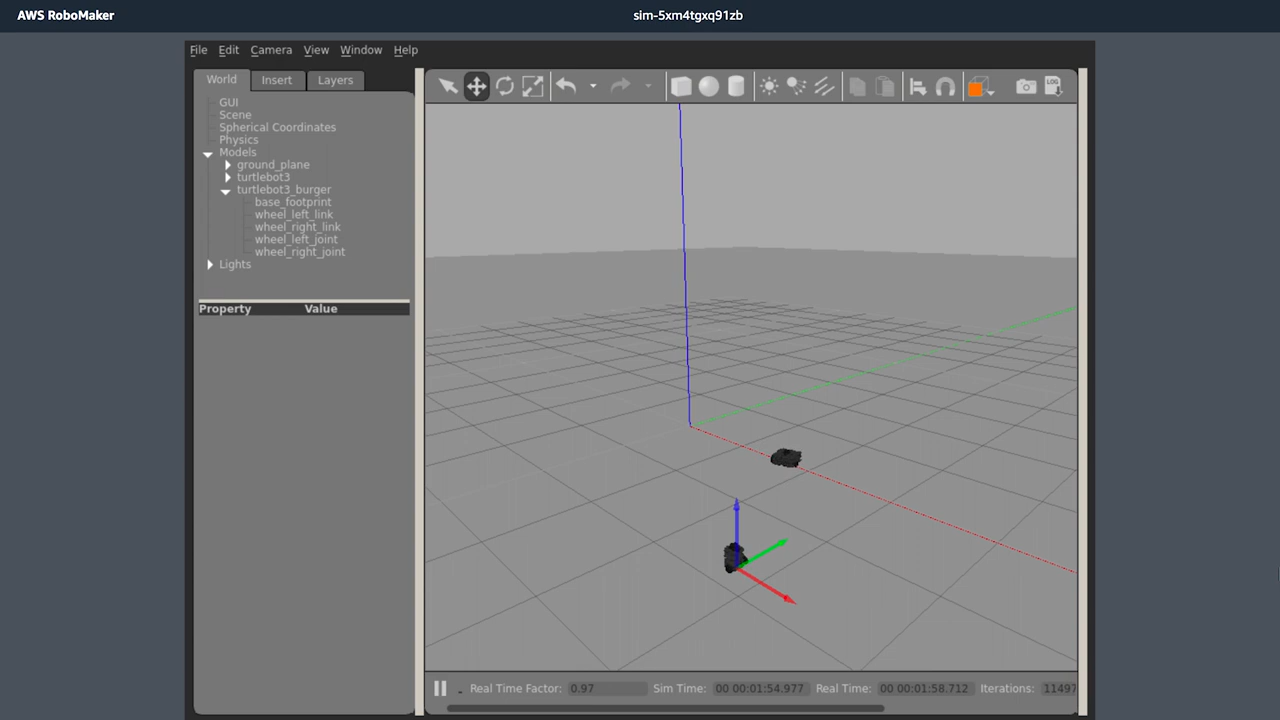 AWS RoboMaker
sim-5xm4tgxq91zb
File Edit Camera View Window Help
World Insert Layers
LOG
GUI
Scene
Spherical Coordinates
Physics
Models
ground_plane
turtlebot3
turtlebot3_burger
base_footprint
wheel_left_link
wheel_right_link
wheel_left_joint
wheel_right_joint
Lights
Property Value
Real Time Factor: 0.97 Sim Time: 00 00:01:54.977 Real Time: 00 00:01:58.712 Iterations: 11497